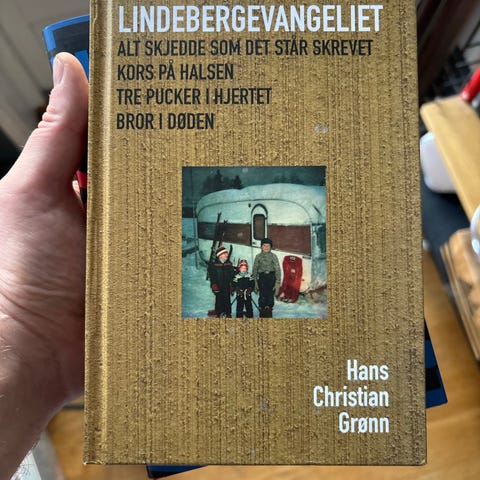 LINDEBERGEVANGELIET
ALT SKJEDDE SOM DET STÅR SKREVET
KORS PÅ HALSEN
TRE PUCKER I HJERTET
BROR I DØDEN
Hans
Christian
Grønn